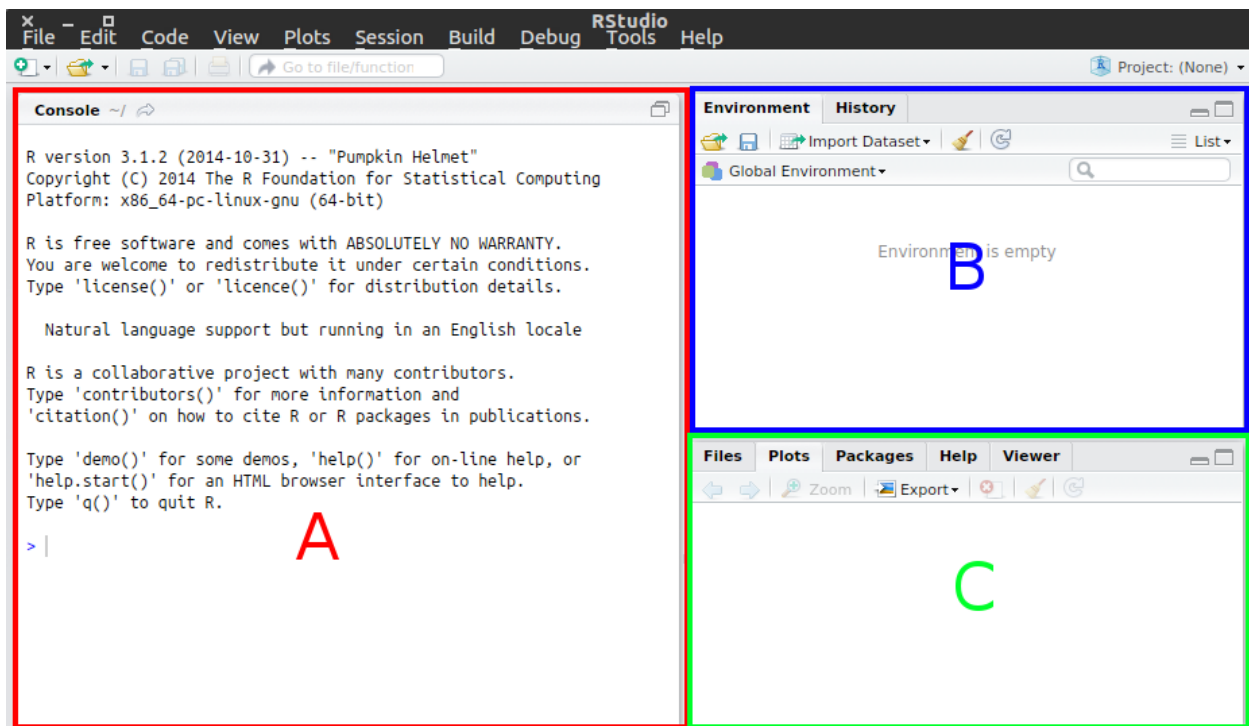 RStudio
File Edit Code View Plots Session Build Debug Tools Help
Go to file/function
Project: (None)
Console ~/
R version 3.1.2 (2014-10-31) -- "Pumpkin Helmet"
Copyright (C) 2014 The R Foundation for Statistical Computing
Platform: x86_64-pc-linux-gnu (64-bit)
R is free software and comes with ABSOLUTELY NO WARRANTY.
You are welcome to redistribute it under certain conditions.
Type 'license()' or 'licence()' for distribution details.
Natural language support but running in an English locale
R is a collaborative project with many contributors.
Type 'contributors()' for more information and
'citation()' on how to cite R or R packages in publications.
Type 'demo()' for some demos, 'help()' for on-line help, or
'help.start()' for an HTML browser interface to help.
Type 'q()' to quit R.
>
A
Environment History
Import Dataset List
Global Environment
Environment is empty
B
Files Plots Packages Help Viewer
Zoom Export
C